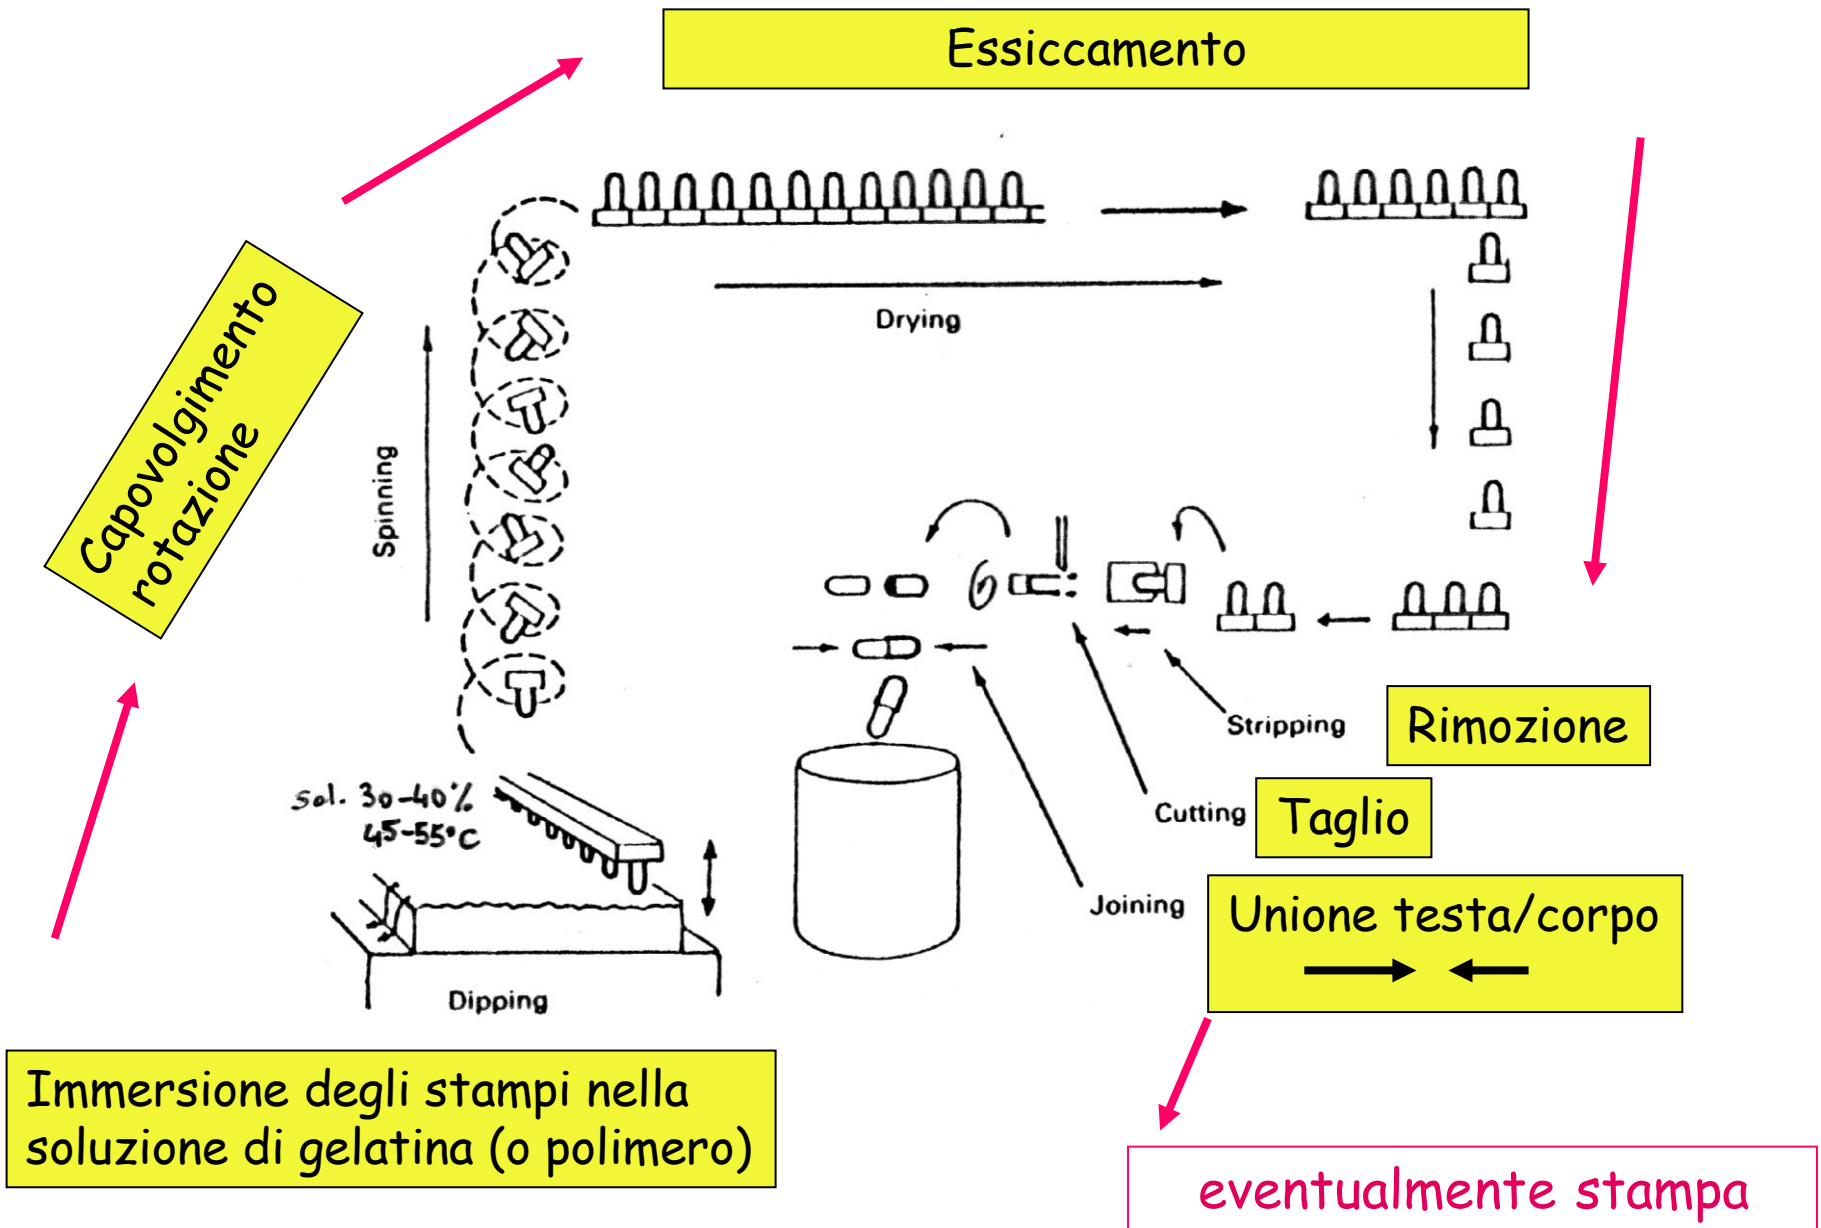 Essiccamento
Capovolgimento
rotazione
Drying
Spinning
Stripping
Rimozione
sol. 30-40%
45-55°C
Cutting
Taglio
Joining
Unione testa/corpo
Dipping
Immersione degli stampi nella
soluzione di gelatina (o polimero)
eventualmente stampa